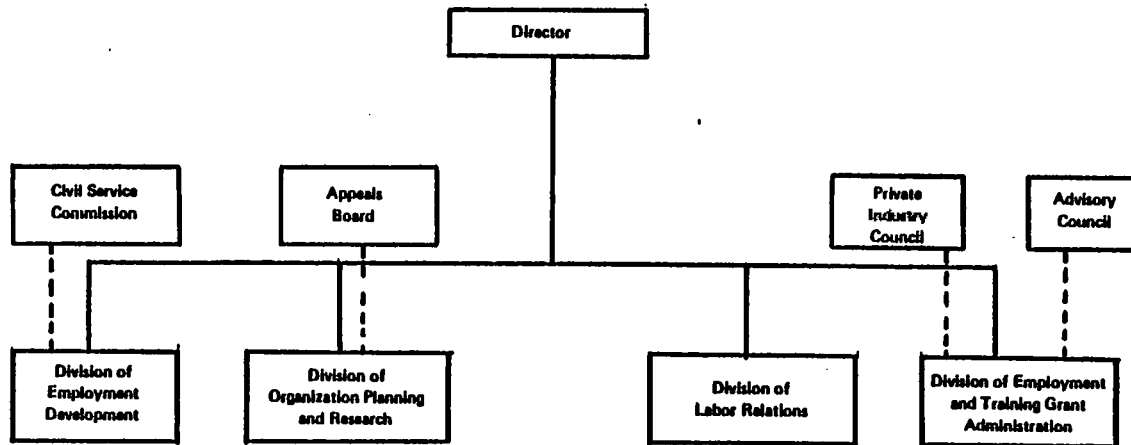 Director
Civil Service
Commission
Appeals
Board
Private
Industry
Council
Advisory
Council
Division of
Employment
Development
Division of
Organization Planning
and Research
Division of
Labor Relations
Division of Employment
and Training Grant
Administration